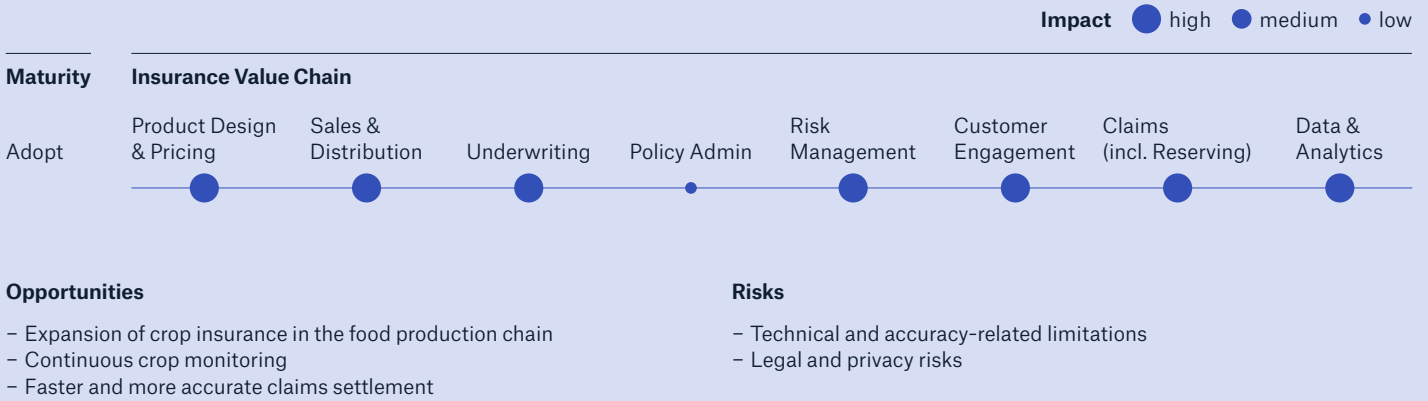 Impact high medium low
Maturity Insurance Value Chain
Adopt
Product Design
& Pricing
Sales &
Distribution
Underwriting
Policy Admin
Risk
Management
Customer
Engagement
Claims
(incl. Reserving)
Data &
Analytics
Opportunities
– Expansion of crop insurance in the food production chain
– Continuous crop monitoring
– Faster and more accurate claims settlement
Risks
– Technical and accuracy-related limitations
– Legal and privacy risks